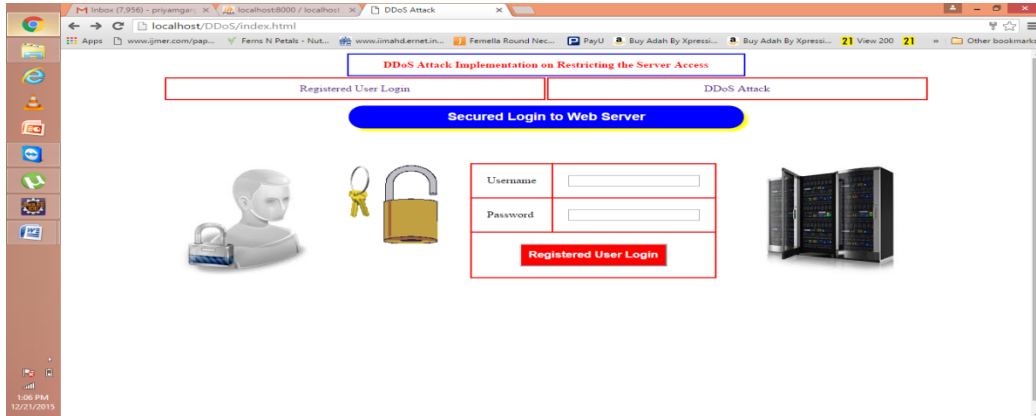 Inbox (7,956) - priyamgarg
localhost:8000 / localhost
DDoS Attack
localhost/DDoS/index.html
Apps www.ijmer.com/pap... Ferns N Petals - Nut... www.iimahd.ernet.in... Femella Round Nec... PayU Buy Adah By Xpressi... Buy Adah By Xpressi... 21 View 200 21 » Other bookmarks
DDoS Attack Implementation on Restricting the Server Access
Registered User Login DDoS Attack
Secured Login to Web Server
Username
Password
Registered User Login
1:06 PM
12/21/2015